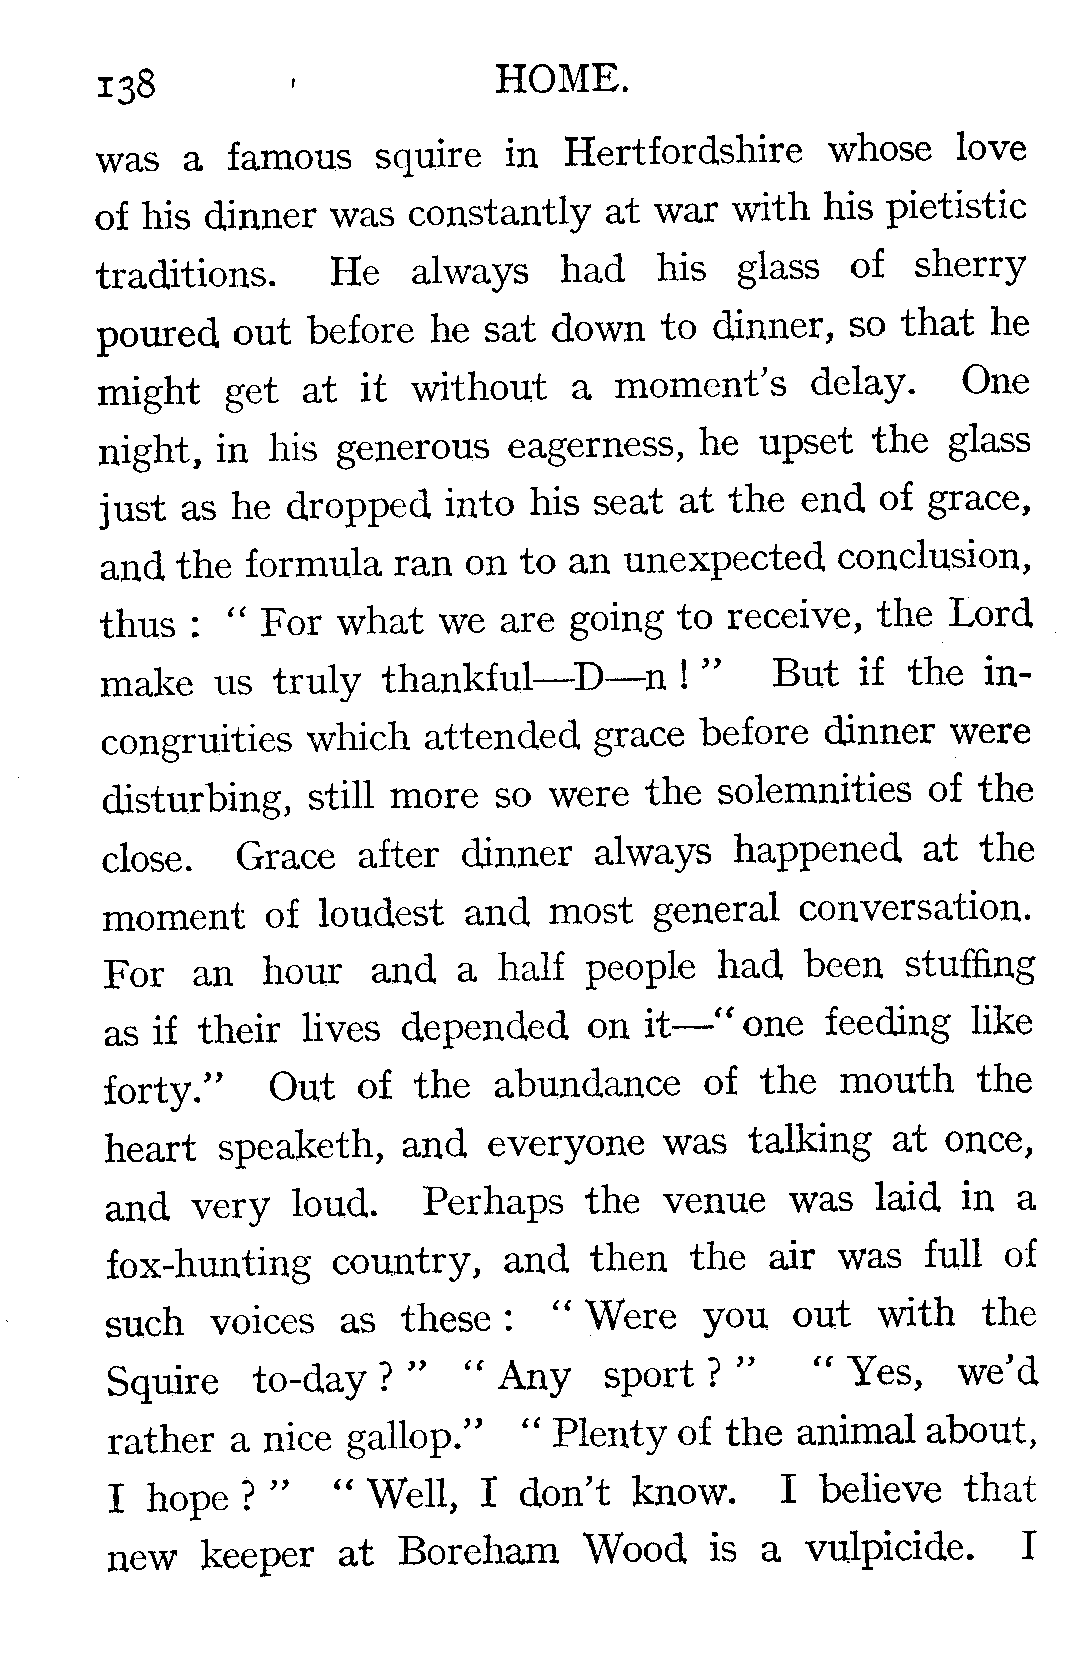 138 HOME.
was a famous squire in Hertfordshire whose love
of his dinner was constantly at war with his pietistic
traditions. He always had his glass of sherry
poured out before he sat down to dinner, so that he
might get at it without a moment's delay. One
night, in his generous eagerness, he upset the glass
just as he dropped into his seat at the end of grace,
and the formula ran on to an unexpected conclusion,
thus : “ For what we are going to receive, the Lord
make us truly thankful—D—n ! ” But if the in-
congruities which attended grace before dinner were
disturbing, still more so were the solemnities of the
close. Grace after dinner always happened at the
moment of loudest and most general conversation.
For an hour and a half people had been stuffing
as if their lives depended on it—“ one feeding like
forty.” Out of the abundance of the mouth the
heart speaketh, and everyone was talking at once,
and very loud. Perhaps the venue was laid in a
fox-hunting country, and then the air was full of
such voices as these : “ Were you out with the
Squire to-day ? ” “ Any sport ? ” “ Yes, we'd
rather a nice gallop.” “ Plenty of the animal about,
I hope ? ” “ Well, I don't know. I believe that
new keeper at Boreham Wood is a vulpicide. I